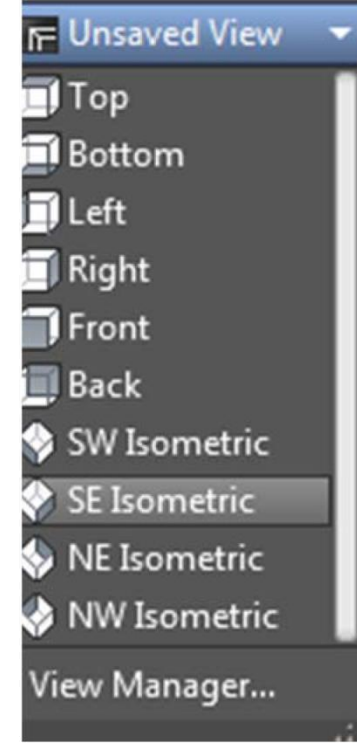 Unsaved View
Top
Bottom
Left
Right
Front
Back
SW Isometric
SE Isometric
NE Isometric
NW Isometric
View Manager...